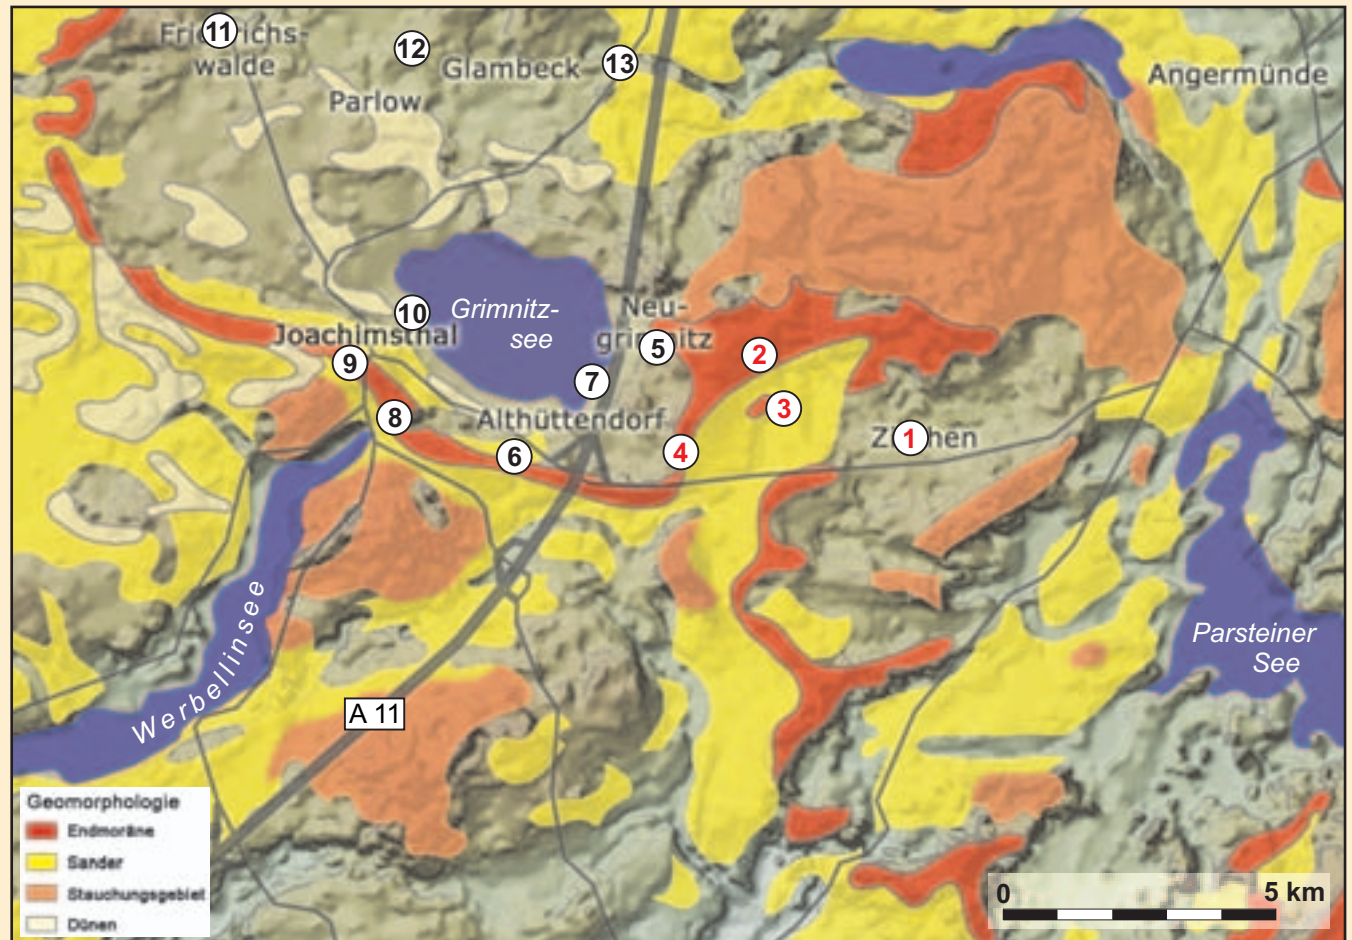 11
Friedrichs-
walde
12
Glambeck
13
Parlow
Angermünde
10
Grimnitz-
see
Neu-
grimnitz
5
Joachimsthal
9
7
2
3
8
Althüttendorf
6
4
1
Werbellinsee
A 11
Parsteiner
See
Geomorphologie
Endmoräne
Sander
Stauchungsgebiet
Dünen
0
5 km